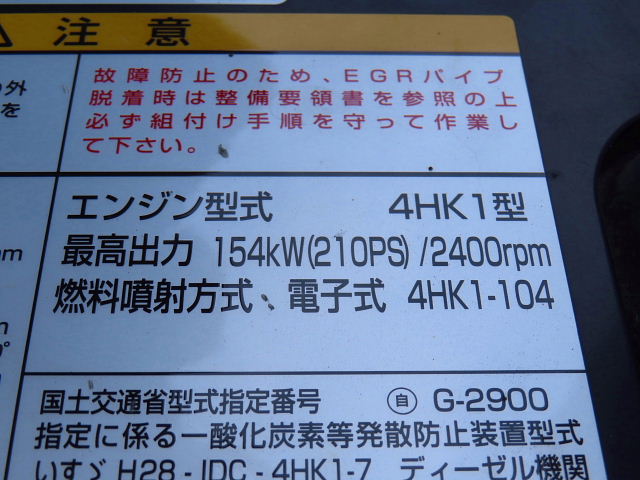 注意
の外
を
故障防止のため、EGRパイプ
脱着時は整備要領書を参照の上
必ず組付け手順を守って作業し
て下さい。
エンジン型式 4HK1型
最高出力 154kW(210PS)/2400rpm
燃料噴射方式、電子式 4HK1-104
mm
国土交通省型式指定番号 自 G-2900
指定に係る一酸化炭素等発散防止装置型式
いすゞ H28-IDC-4HK1-7 ディーゼル機関